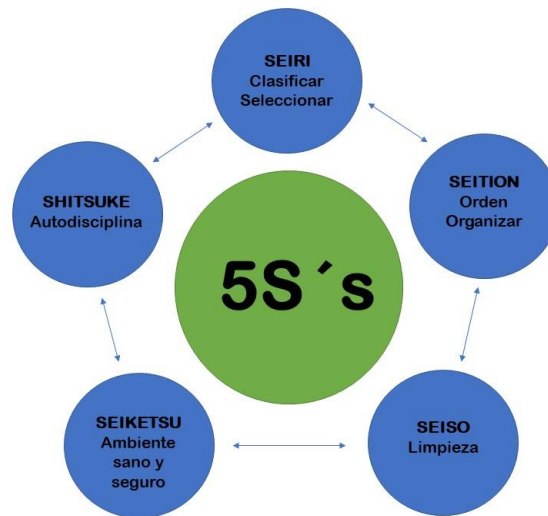 SEIRI
Clasificar
Seleccionar
SEITION
Orden
Organizar
SHITSUKE
Autodisciplina
5S´s
SEIKETSU
Ambiente
sano y
seguro
SEISO
Limpieza